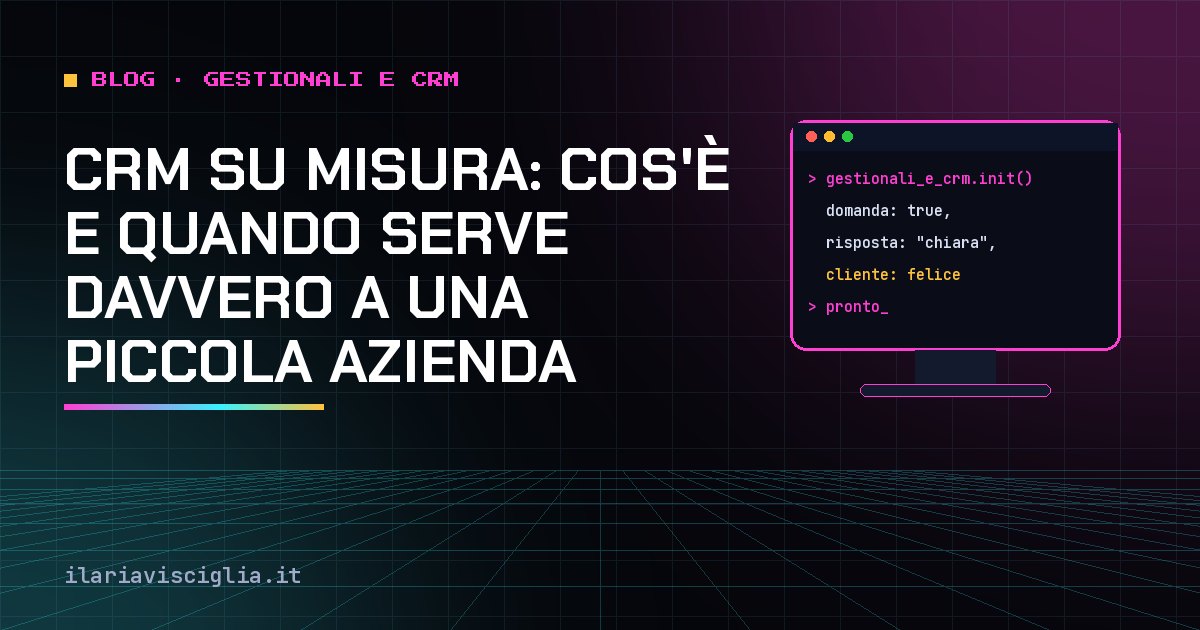 BLOG · GESTIONALI E CRM
CRM SU MISURA: COS'È
E QUANDO SERVE
DAVVERO A UNA
PICCOLA AZIENDA
> gestionali_e_crm.init()
domanda: true,
risposta: "chiara",
cliente: felice
> pronto_
ilariavisciglia.it